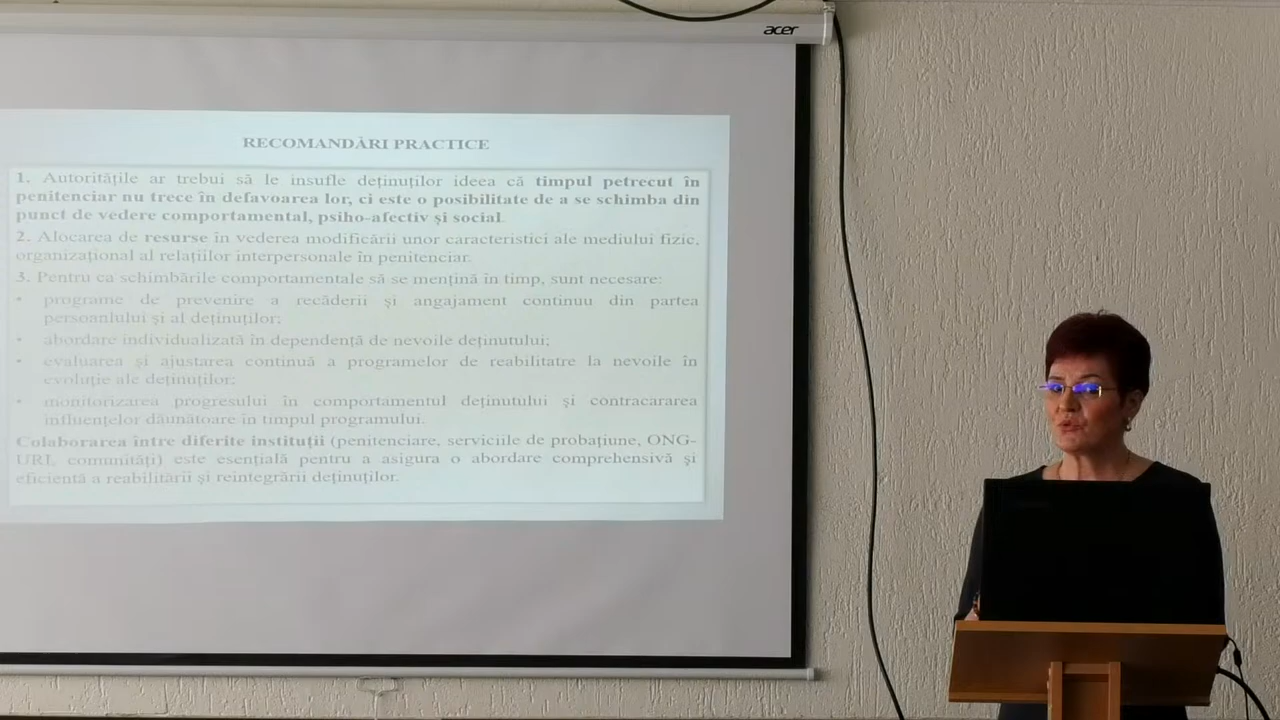 acer
RECOMANDĂRI PRACTICE
1. Autoritățile ar trebui să le insufle deținuților ideea că timpul petrecut în
penitenciar nu trece în defavoarea lor, ci este o posibilitate de a se schimba din
punct de vedere comportamental, psiho-afectiv și social.
2. Alocarea de resurse în vederea modificării unor caracteristici ale mediului fizic,
organizațional al relațiilor interpersonale în penitenciar.
3. Pentru ca schimbările comportamentale să se mențină în timp, sunt necesare:
• programe de prevenire a recăderii și angajament continuu din partea
persoanlului și al deținuților;
• abordare individualizată în dependență de nevoile deținutului;
• evaluarea și ajustarea continuă a programelor de reabilitatre la nevoile în
evoluție ale deținuților;
• monitorizarea progresului în comportamentul deținutului și contracararea
influențelor dăunătoare în timpul programului.
Colaborarea între diferite instituții (penitenciare, serviciile de probațiune, ONG-
URI, comunități) este esențială pentru a asigura o abordare comprehensivă și
eficientă a reabilitării și reintegrării deținuților.